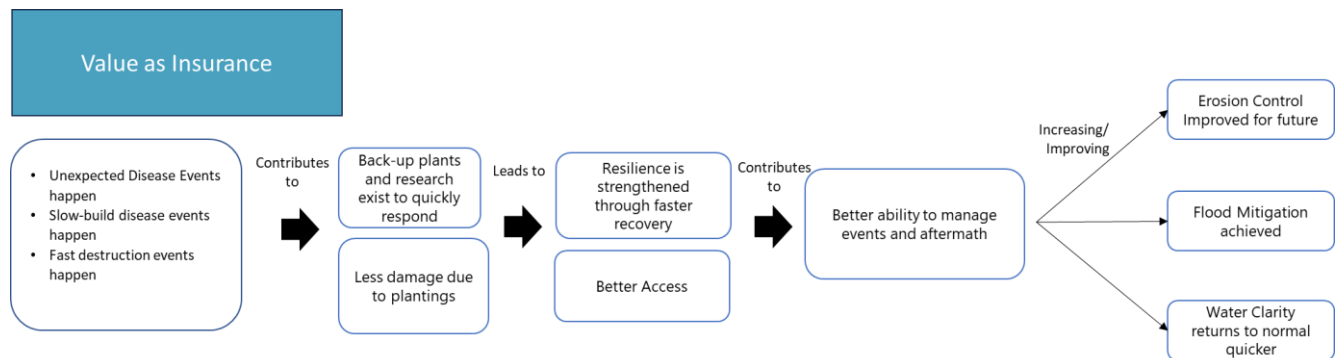 Value as Insurance
• Unexpected Disease Events
happen
• Slow-build disease events
happen
• Fast destruction events
happen
Contributes
to
Back-up plants
and research
exist to quickly
respond
Less damage due
to plantings
Leads to
Resilience is
strengthened
through faster
recovery
Better Access
Contributes
to
Better ability to manage
events and aftermath
Increasing/
Improving
Erosion Control
Improved for future
Flood Mitigation
achieved
Water Clarity
returns to normal
quicker